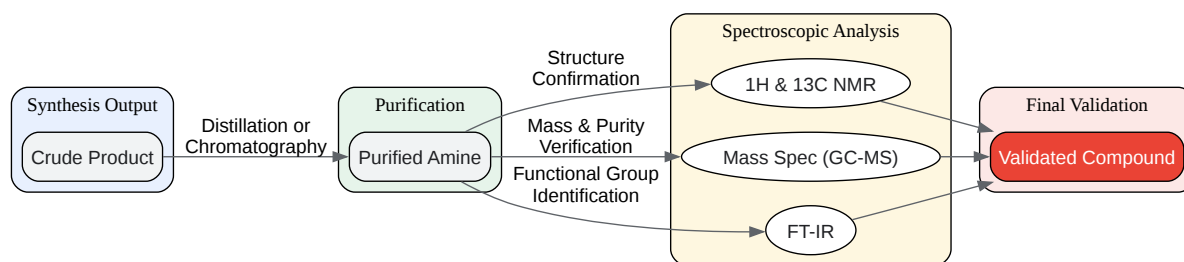 Synthesis Output
Crude Product
Distillation or
Chromatography
Purification
Purified Amine
Structure
Confirmation
Mass & Purity
Verification
Functional Group
Identification
Spectroscopic Analysis
1H & 13C NMR
Mass Spec (GC-MS)
FT-IR
Final Validation
Validated Compound